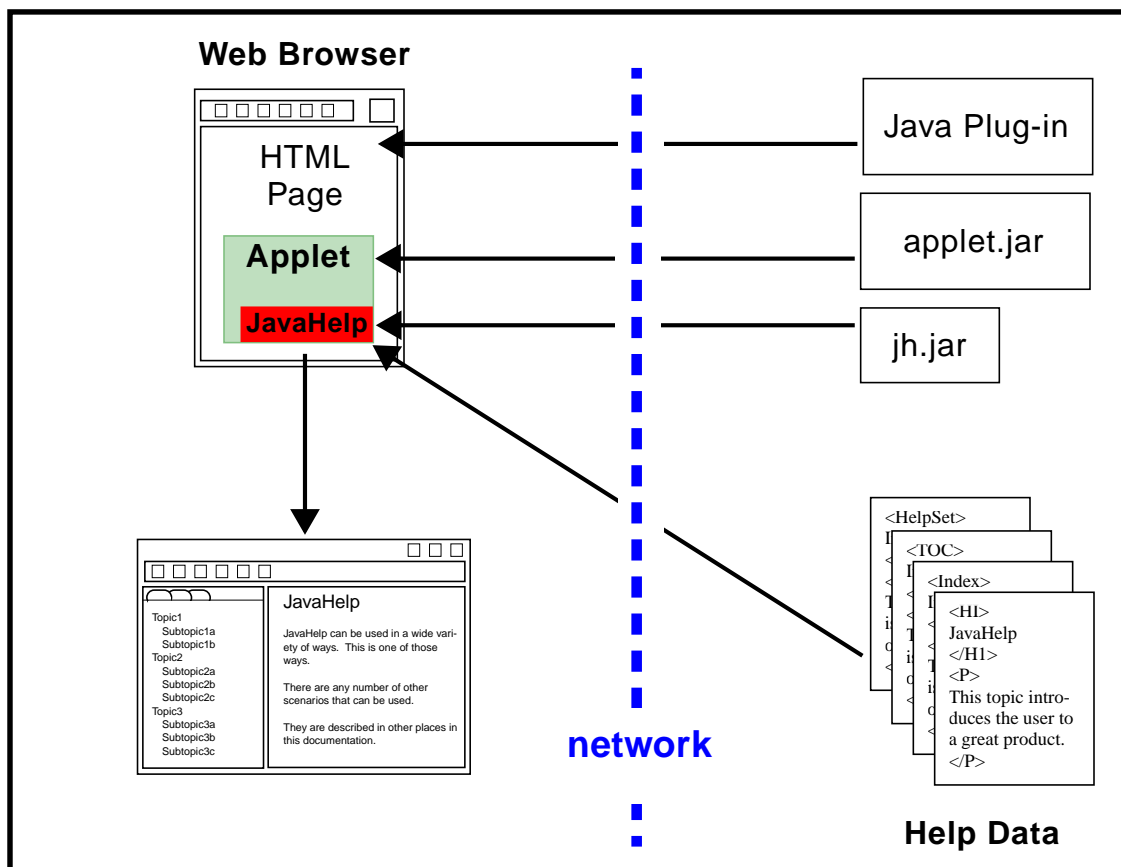 Web Browser
HTML
Page
Applet
JavaHelp
Java Plug-in
applet.jar
jh.jar
JavaHelp
Topic1
Subtopic1a
Subtopic1b
Topic2
Subtopic2a
Subtopic2b
Subtopic2c
Topic3
Subtopic3a
Subtopic3b
Subtopic3c
JavaHelp can be used in a wide vari-
ety of ways. This is one of those
ways.
There are any number of other
scenarios that can be used.
They are described in other places in
this documentation.
network
<HelpSet>
<TOC>
<Index>
<H1>
JavaHelp
</H1>
<P>
This topic intro-
duces the user to
a great product.
</P>
Help Data